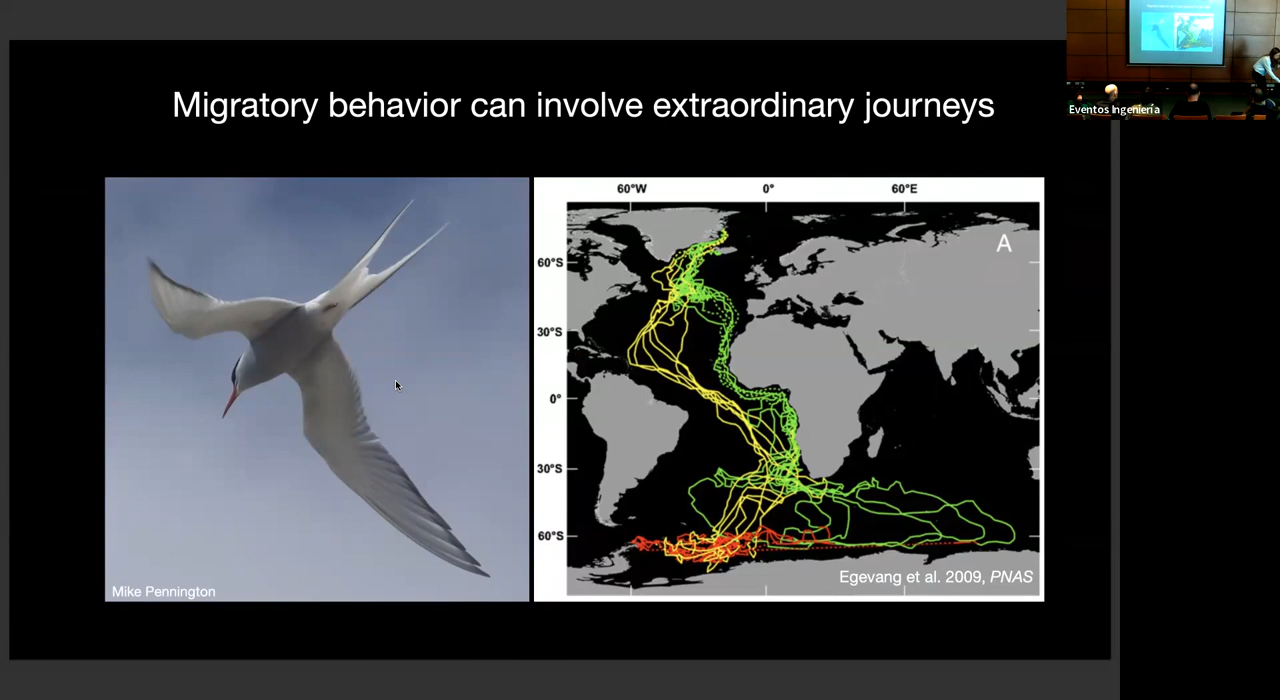 Migratory behavior can involve extraordinary journeys
Eventos Ingeniería
60°W 0° 60°E
A
60°S
30°S
0°
30°S
60°S
Mike Pennington
Egevang et al. 2009, PNAS